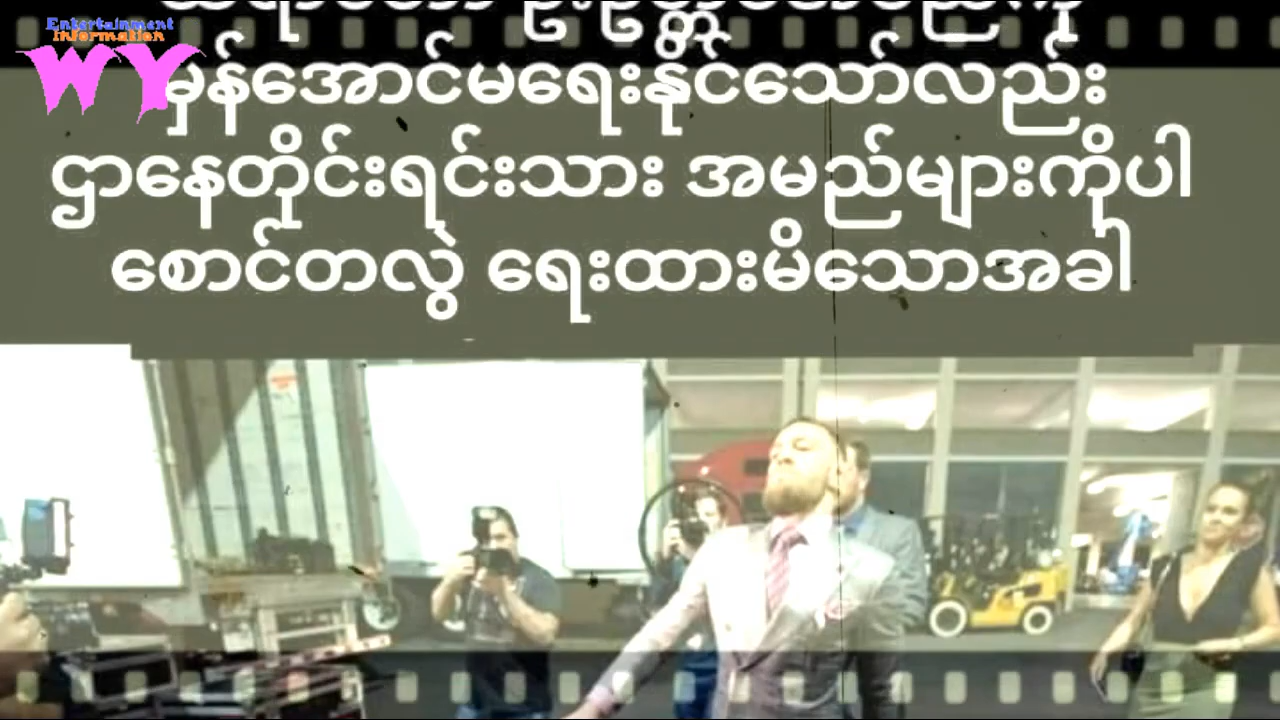 Entertainment
Information
WY
မှန်အောင်မရေးနိုင်သော်လည်း
ဌာနေတိုင်းရင်းသား အမည်များကိုပါ
စောင်တလွဲ ရေးထားမိသောအခါ